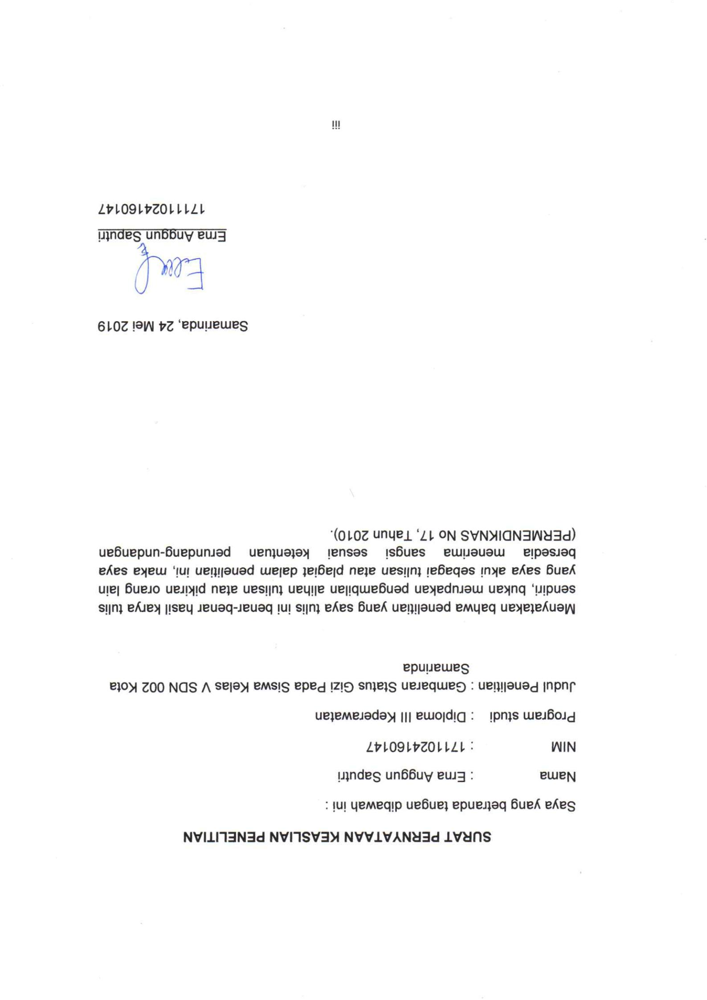 SURAT PERNYATAAN KEASLIAN PENELITIAN
Saya yang betranda tangan dibawah ini :
Nama : Erna Anggun Saputri
NIM : 1711024160147
Program studi : Diploma III Keperawatan
Judul Penelitian : Gambaran Status Gizi Pada Siswa Kelas V SDN 002 Kota
Samarinda
Menyatakan bahwa penelitian yang saya tulis ini benar-benar hasil karya tulis
sendiri, bukan merupakan pengambilan alihan tulisan atau pikiran orang lain
yang saya akui sebagai tulisan atau plagiat dalam penelitian ini, maka saya
bersedia menerima sangsi sesuai ketentuan perundang-undangan
(PERMENDIKNAS No 17, Tahun 2010).
Samarinda, 24 Mei 2019
Erna Anggun Saputri
17111024160147
iii